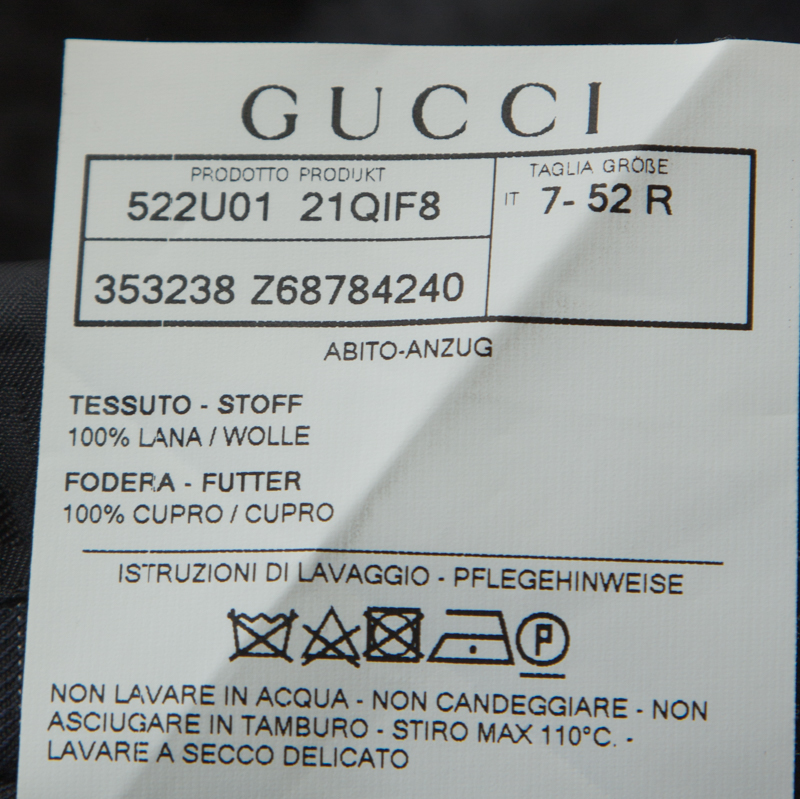 GUCCI
PRODOTTO PRODUKT
522U01 21QIF8
TAGLIA GRÖßE
IT 7- 52 R
353238 Z68784240
ABITO-ANZUG
TESSUTO - STOFF
100% LANA / WOLLE
FODERA - FUTTER
100% CUPRO / CUPRO
ISTRUZIONI DI LAVAGGIO - PFLEGEHINWEISE
P
NON LAVARE IN ACQUA - NON CANDEGGIARE - NON
ASCIUGARE IN TAMBURO - STIRO MAX 110°C. -
LAVARE A SECCO DELICATO